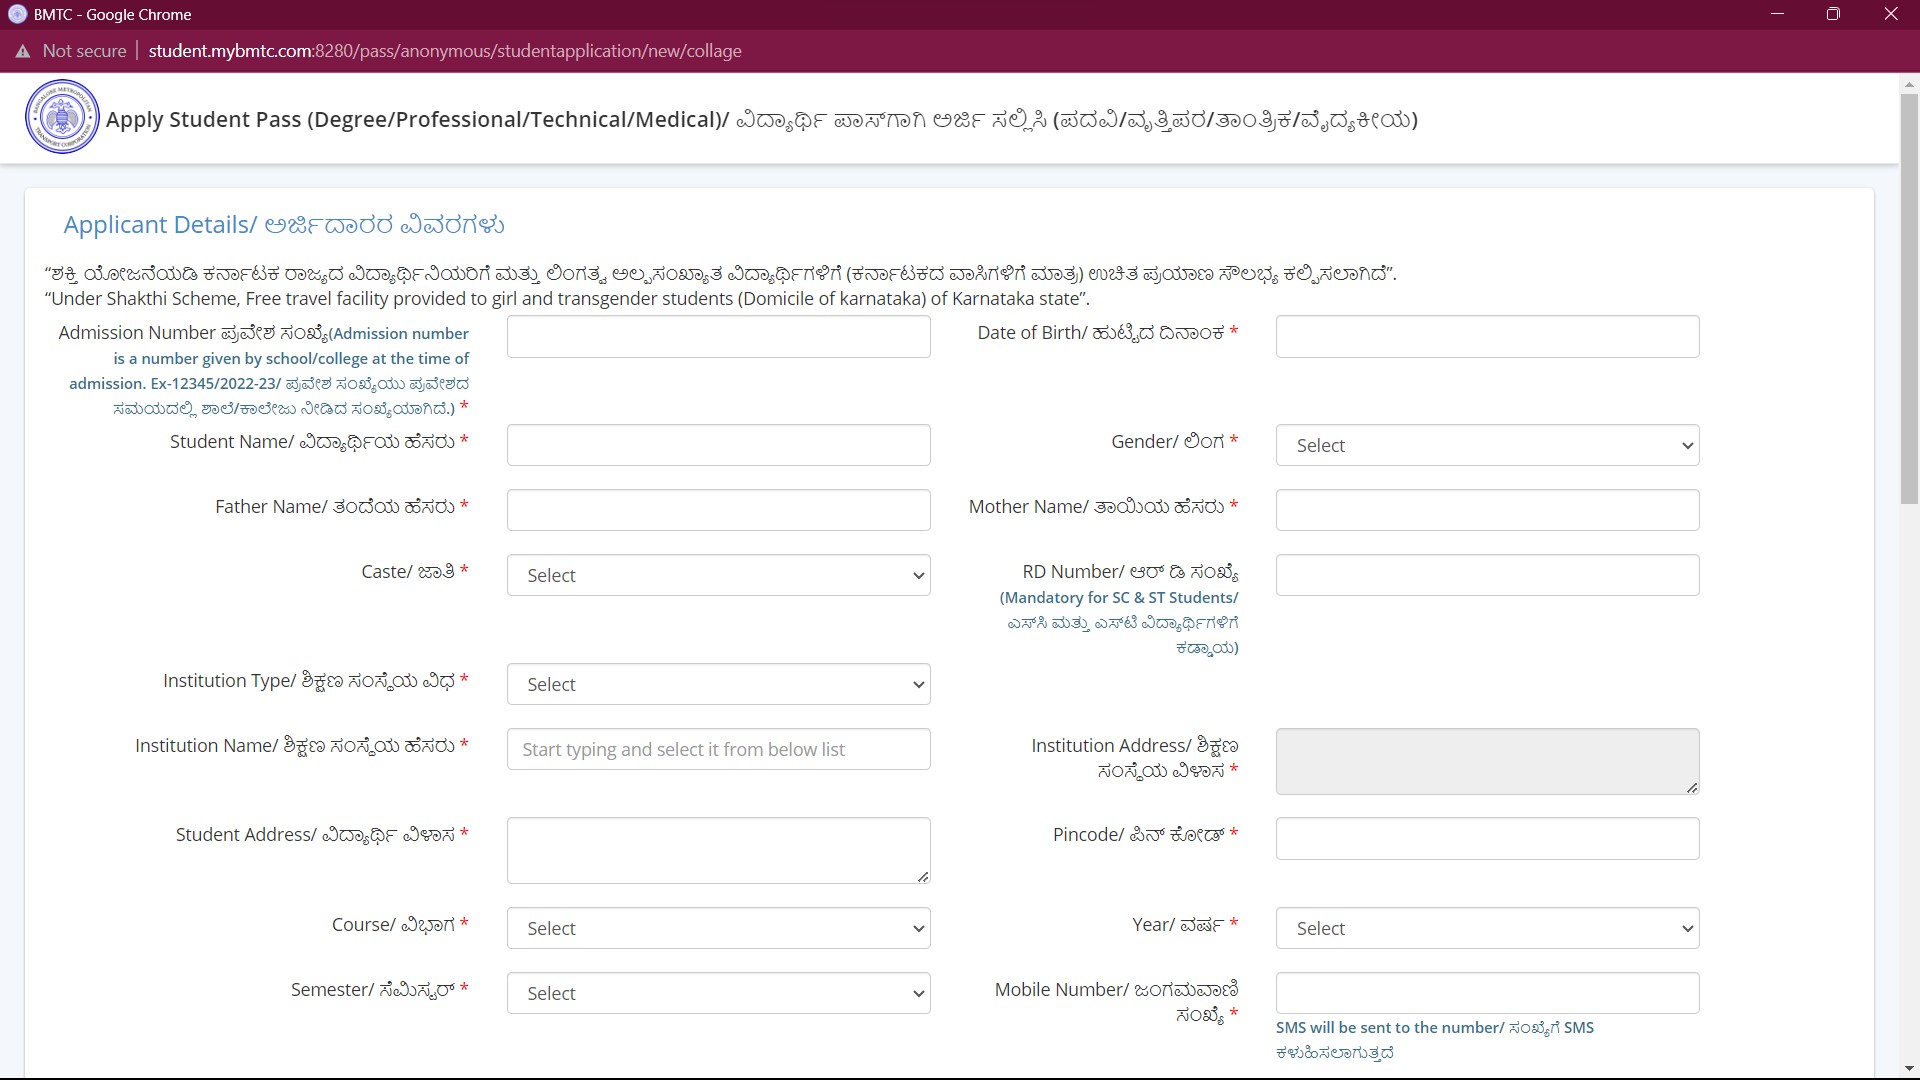 BMTC - Google Chrome
Not secure student.mybmtc.com:8280/pass/anonymous/studentapplication/new/collage
Apply Student Pass (Degree/Professional/Technical/Medical)/ ವಿದ್ಯಾರ್ಥಿ ಪಾಸ್‌ಗಾಗಿ ಅರ್ಜಿ ಸಲ್ಲಿಸಿ (ಪದವಿ/ವೃತ್ತಿಪರ/ತಾಂತ್ರಿಕ/ವೈದ್ಯಕೀಯ)
Applicant Details/ ಅರ್ಜಿದಾರರ ವಿವರಗಳು
“ಶಕ್ತಿ ಯೋಜನೆಯಡಿ ಕರ್ನಾಟಕ ರಾಜ್ಯದ ವಿದ್ಯಾರ್ಥಿನಿಯರಿಗೆ ಮತ್ತು ಲಿಂಗತ್ವ ಅಲ್ಪಸಂಖ್ಯಾತ ವಿದ್ಯಾರ್ಥಿಗಳಿಗೆ (ಕರ್ನಾಟಕದ ವಾಸಿಗಳಿಗೆ ಮಾತ್ರ) ಉಚಿತ ಪ್ರಯಾಣ ಸೌಲಭ್ಯ ಕಲ್ಪಿಸಲಾಗಿದೆ”.
“Under Shakthi Scheme, Free travel facility provided to girl and transgender students (Domicile of karnataka) of Karnataka state”.
Admission Number ಪ್ರವೇಶ ಸಂಖ್ಯೆ(Admission number
is a number given by school/college at the time of
admission. Ex-12345/2022-23/ ಪ್ರವೇಶ ಸಂಖ್ಯೆಯು ಪ್ರವೇಶದ
ಸಮಯದಲ್ಲಿ ಶಾಲೆ/ಕಾಲೇಜು ನೀಡಿದ ಸಂಖ್ಯೆಯಾಗಿದೆ.) *
Date of Birth/ ಹುಟ್ಟಿದ ದಿನಾಂಕ *
Student Name/ ವಿದ್ಯಾರ್ಥಿಯ ಹೆಸರು *
Gender/ ಲಿಂಗ * Select
Father Name/ ತಂದೆಯ ಹೆಸರು *
Mother Name/ ತಾಯಿಯ ಹೆಸರು *
Caste/ ಜಾತಿ * Select
RD Number/ ಆರ್ ಡಿ ಸಂಖ್ಯೆ
(Mandatory for SC & ST Students/
ಎಸ್‌ಸಿ ಮತ್ತು ಎಸ್‌ಟಿ ವಿದ್ಯಾರ್ಥಿಗಳಿಗೆ
ಕಡ್ಡಾಯ)
Institution Type/ ಶಿಕ್ಷಣ ಸಂಸ್ಥೆಯ ವಿಧ * Select
Institution Name/ ಶಿಕ್ಷಣ ಸಂಸ್ಥೆಯ ಹೆಸರು * Start typing and select it from below list
Institution Address/ ಶಿಕ್ಷಣ
ಸಂಸ್ಥೆಯ ವಿಳಾಸ *
Student Address/ ವಿದ್ಯಾರ್ಥಿ ವಿಳಾಸ *
Pincode/ ಪಿನ್ ಕೋಡ್ *
Course/ ವಿಭಾಗ * Select
Year/ ವರ್ಷ * Select
Semester/ ಸೆಮಿಸ್ಟರ್ * Select
Mobile Number/ ಜಂಗಮವಾಣಿ
ಸಂಖ್ಯೆ *
SMS will be sent to the number/ ಸಂಖ್ಯೆಗೆ SMS
ಕಳುಹಿಸಲಾಗುತ್ತದೆ